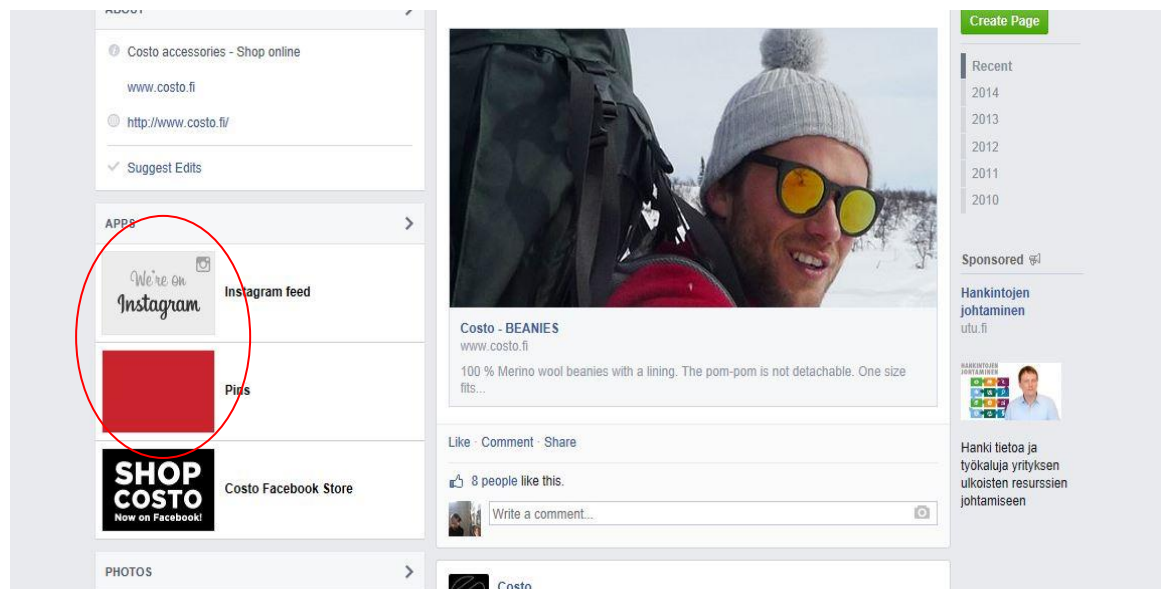 ABOUT
Costo accessories - Shop online
www.costo.fi
http://www.costo.fi/
Suggest Edits
APPS
We're on
Instagram
Instagram feed
Pins
SHOP
COSTO
Now on Facebook!
Costo Facebook Store
PHOTOS
Costo - BEANIES
www.costo.fi
100 % Merino wool beanies with a lining. The pom-pom is not detachable. One size
fits...
Like · Comment · Share
8 people like this.
Write a comment...
Costo
Create Page
Recent
2014
2013
2012
2011
2010
Sponsored
Hankintojen
johtaminen
utu.fi
HANKINTOJEN
JOHTAMINEN
Hanki tietoa ja
työkaluja yrityksen
ulkoisten resurssien
johtamiseen